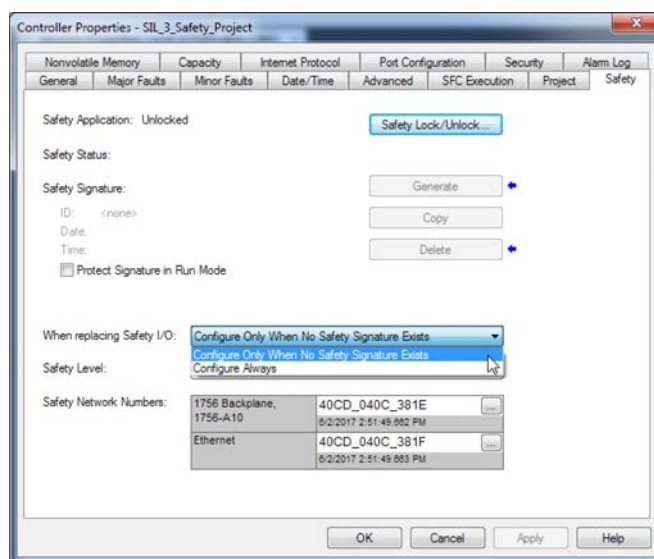 Controller Properties - SIL_3_Safety_Project
Nonvolatile Memory Capacity Internet Protocol Port Configuration Security Alarm Log
General Major Faults Minor Faults Date/Time Advanced SFC Execution Project Safety
Safety Application: Unlocked
Safety Lock/Unlock...
Safety Status:
Safety Signature:
Generate
ID: <none>
Copy
Date:
Time:
Delete
Protect Signature in Run Mode
When replacing Safety I/O: Configure Only When No Safety Signature Exists
Configure Only When No Safety Signature Exists
Safety Level: Configure Always
Safety Network Numbers: 1756 Backplane, 40CD_040C_381E ...
1756-A10 6/2/2017 2:51:49.662 PM
Ethernet 40CD_040C_381F ...
6/2/2017 2:51:49.663 PM
OK Cancel Apply Help